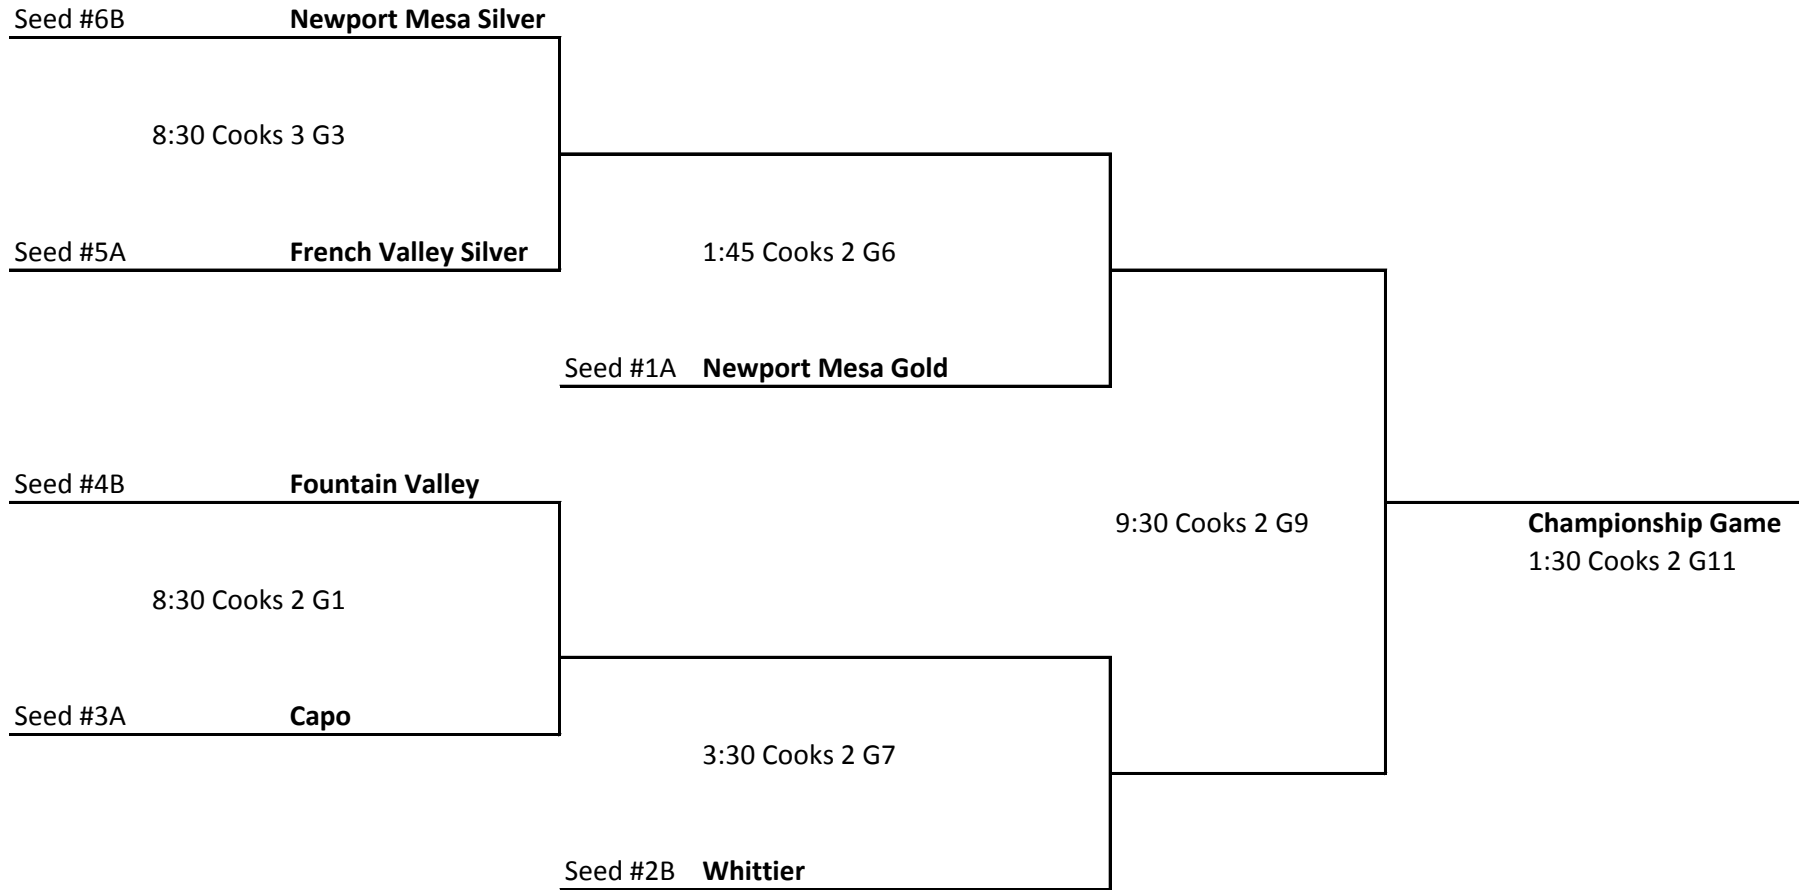 Seed #6B Newport Mesa Silver
8:30 Cooks 3 G3
Seed #5A French Valley Silver
1:45 Cooks 2 G6
Seed #1A Newport Mesa Gold
Seed #4B Fountain Valley
9:30 Cooks 2 G9
Championship Game
1:30 Cooks 2 G11
8:30 Cooks 2 G1
Seed #3A Capo
3:30 Cooks 2 G7
Seed #2B Whittier